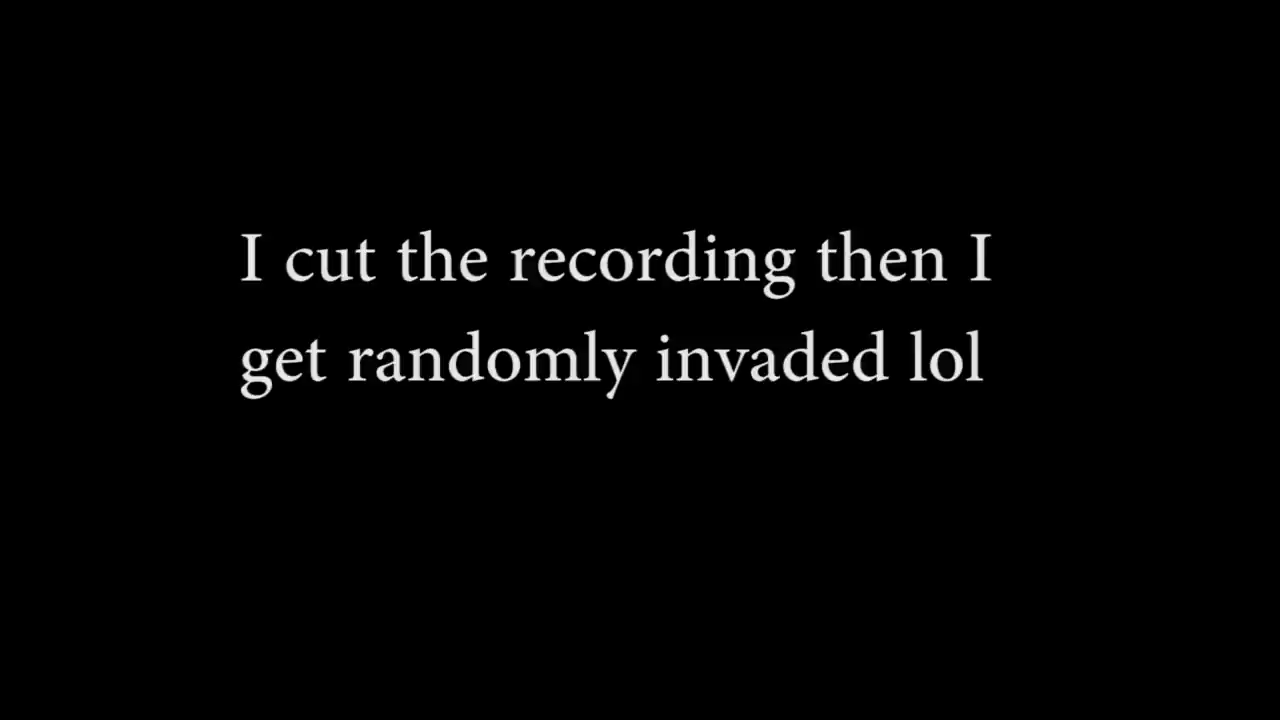 I cut the recording then I
get randomly invaded lol